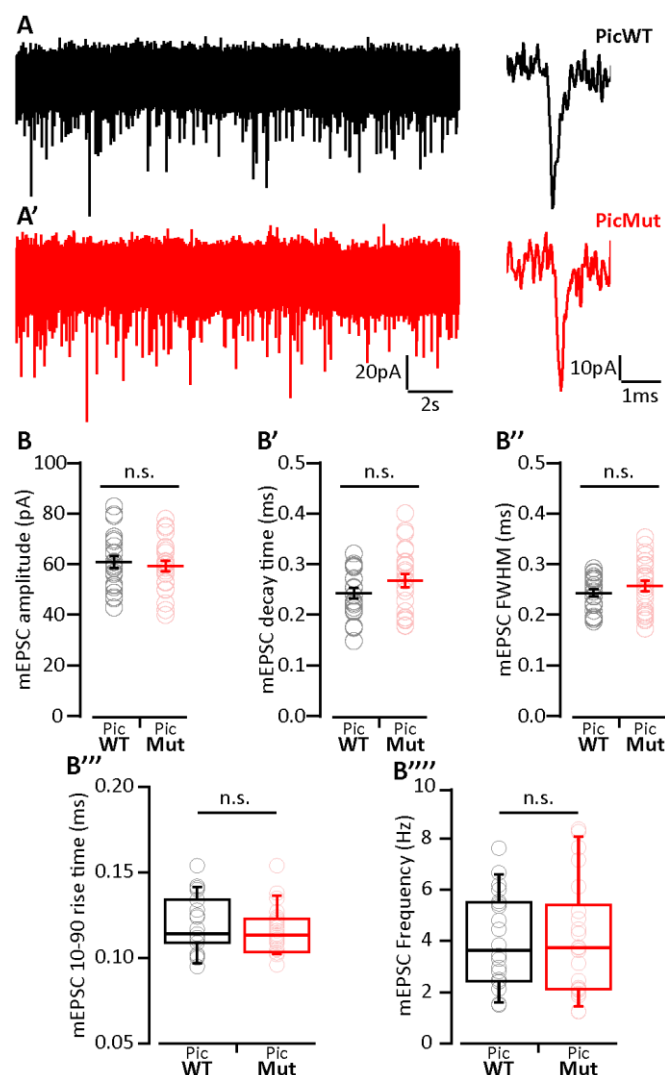 A
PicWT
A'
PicMut
20pA
2s
10pA
1ms
B
B'
B''
n.s.
n.s.
n.s.
mEPSC amplitude (pA)
100
80
60
40
20
0
Pic
WT
Pic
Mut
mEPSC decay time (ms)
0.5
0.4
0.3
0.2
0.1
0.0
Pic
WT
Pic
Mut
mEPSC FWHM (ms)
0.5
0.4
0.3
0.2
0.1
0.0
Pic
WT
Pic
Mut
B'''
B''''
n.s.
n.s.
mEPSC 10-90 rise time (ms)
0.20
0.15
0.10
0.05
Pic
WT
Pic
Mut
mEPSC Frequency (Hz)
10
8
6
4
2
0
Pic
WT
Pic
Mut